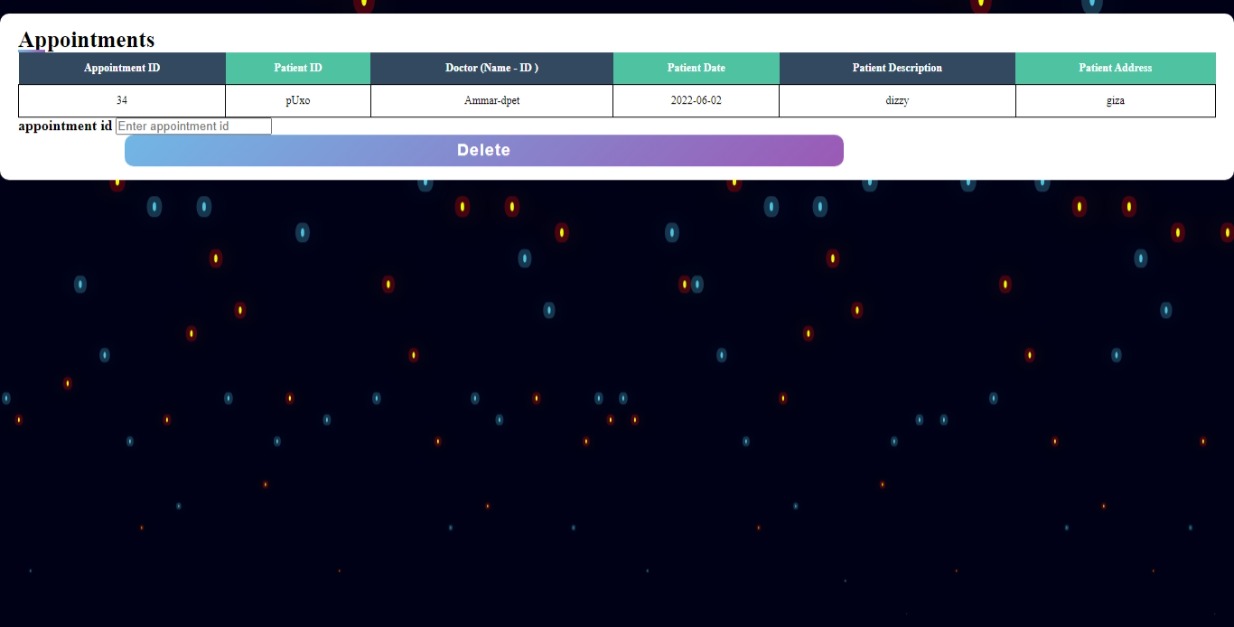 Appointments
Appointment ID Patient ID Doctor (Name - ID ) Patient Date Patient Description Patient Address
34 pUxo Ammar-dpet 2022-06-02 dizzy giza
appointment id Enter appointment id
Delete